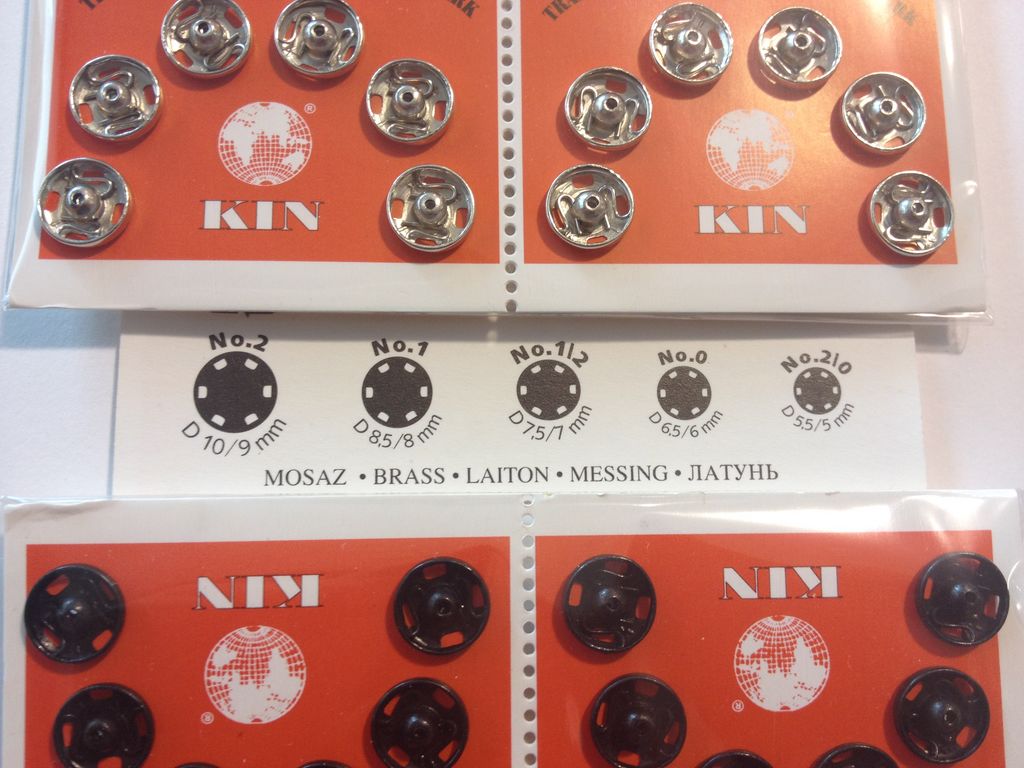 ® 
KIN KIN
No.2 No.1 No.1|2 No.0 No.2|0
D 10/9 mm D 8,5/8 mm D 7,5/7 mm D 6,5/6 mm D 5,5/5 mm
MOSAZ • BRASS • LAITON • MESSING • ЛАТУНЬ
KIN KIN
® ®